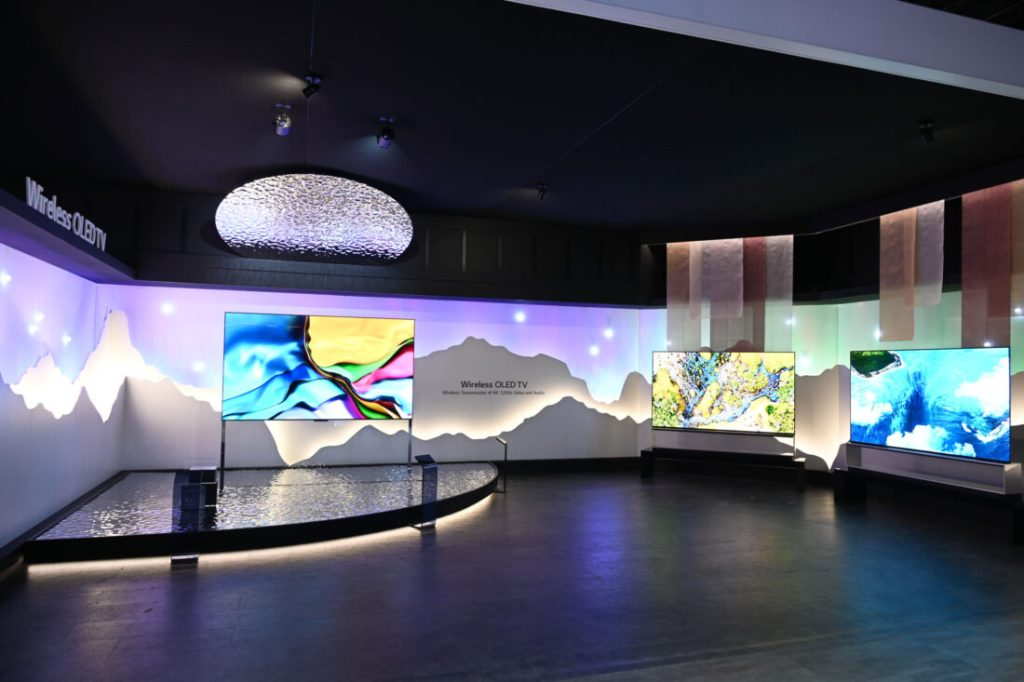 Wireless OLED TV
Wireless OLED TV
Wireless Transmission of 4K 120Hz Video and Audio